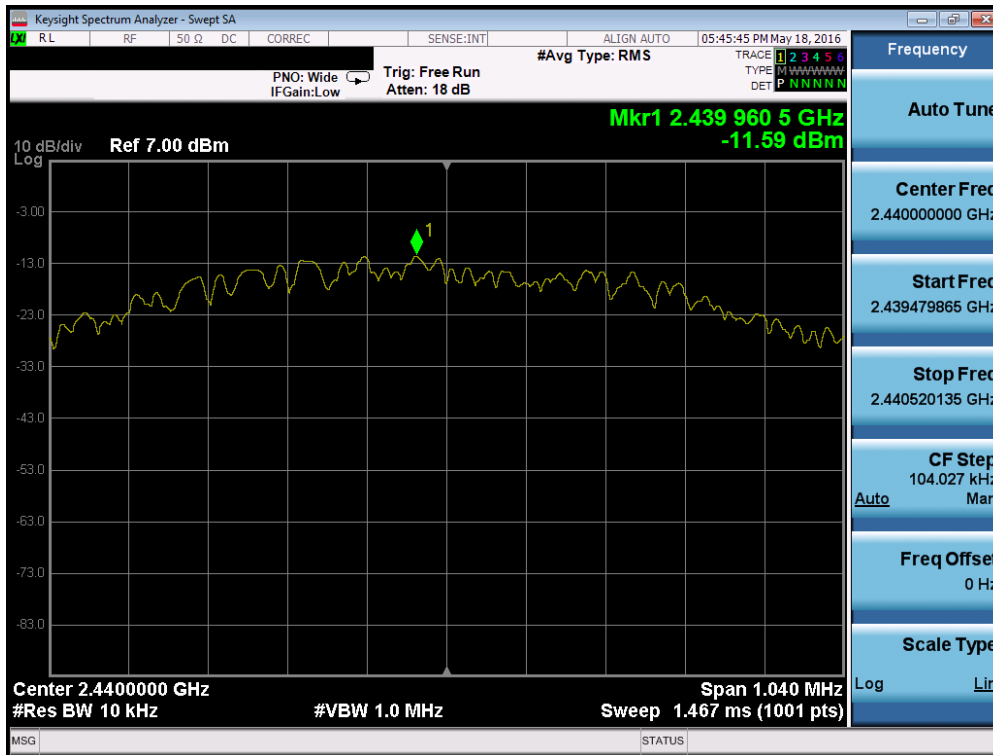 Keysight Spectrum Analyzer - Swept SA
LXI RL RF 50 Ω DC CORREC SENSE:INT ALIGN AUTO 05:45:45 PM May 18, 2016
PNO: Wide
IFGain:Low
Trig: Free Run
Atten: 18 dB
#Avg Type: RMS
TRACE 1 2 3 4 5 6
TYPE M W W W W W
DET P N N N N N
Mkr1 2.439 960 5 GHz
-11.59 dBm
10 dB/div Ref 7.00 dBm
Log
1
-3.00
-13.0
-23.0
-33.0
-43.0
-53.0
-63.0
-73.0
-83.0
Center 2.4400000 GHz Span 1.040 MHz
#Res BW 10 kHz #VBW 1.0 MHz Sweep 1.467 ms (1001 pts)
MSG STATUS
Frequency
Auto Tune
Center Freq
2.440000000 GHz
Start Freq
2.439479865 GHz
Stop Freq
2.440520135 GHz
CF Step
104.027 kHz
Auto Man
Freq Offset
0 Hz
Scale Type
Log Lin